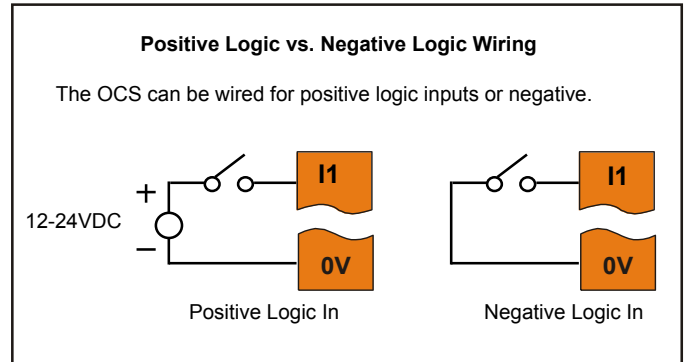 Positive Logic vs. Negative Logic Wiring
The OCS can be wired for positive logic inputs or negative.
I1
+
12-24VDC
−
0V
Positive Logic In
I1
0V
Negative Logic In